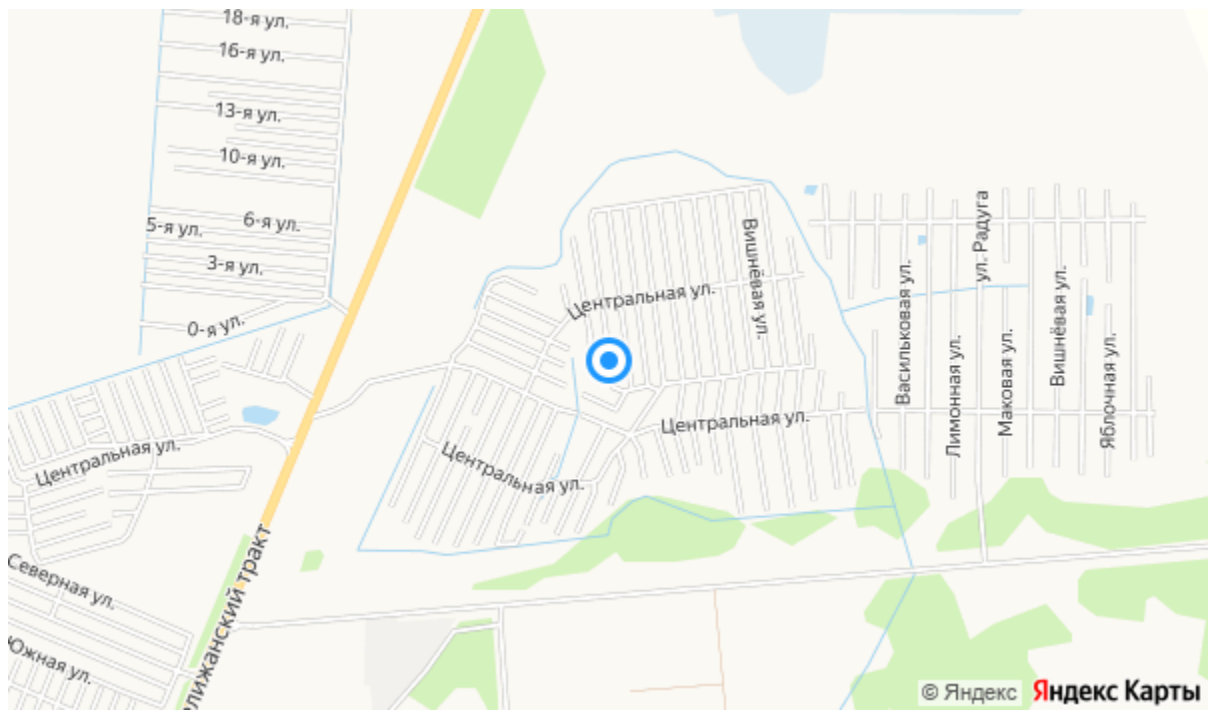 18-я ул.
16-я ул.
13-я ул.
10-я ул.
6-я ул.
5-я ул.
3-я ул.
0-я ул.
Центральная ул.
Вишнёвая ул.
ул. Радуга
Васильковая ул.
Лимонная ул.
Маковая ул.
Вишнёвая ул.
Яблочная ул.
Центральная ул.
Центральная ул.
Центральная ул.
Северная ул.
Южная ул.
лижанский тракт
© Яндекс Яндекс Карты